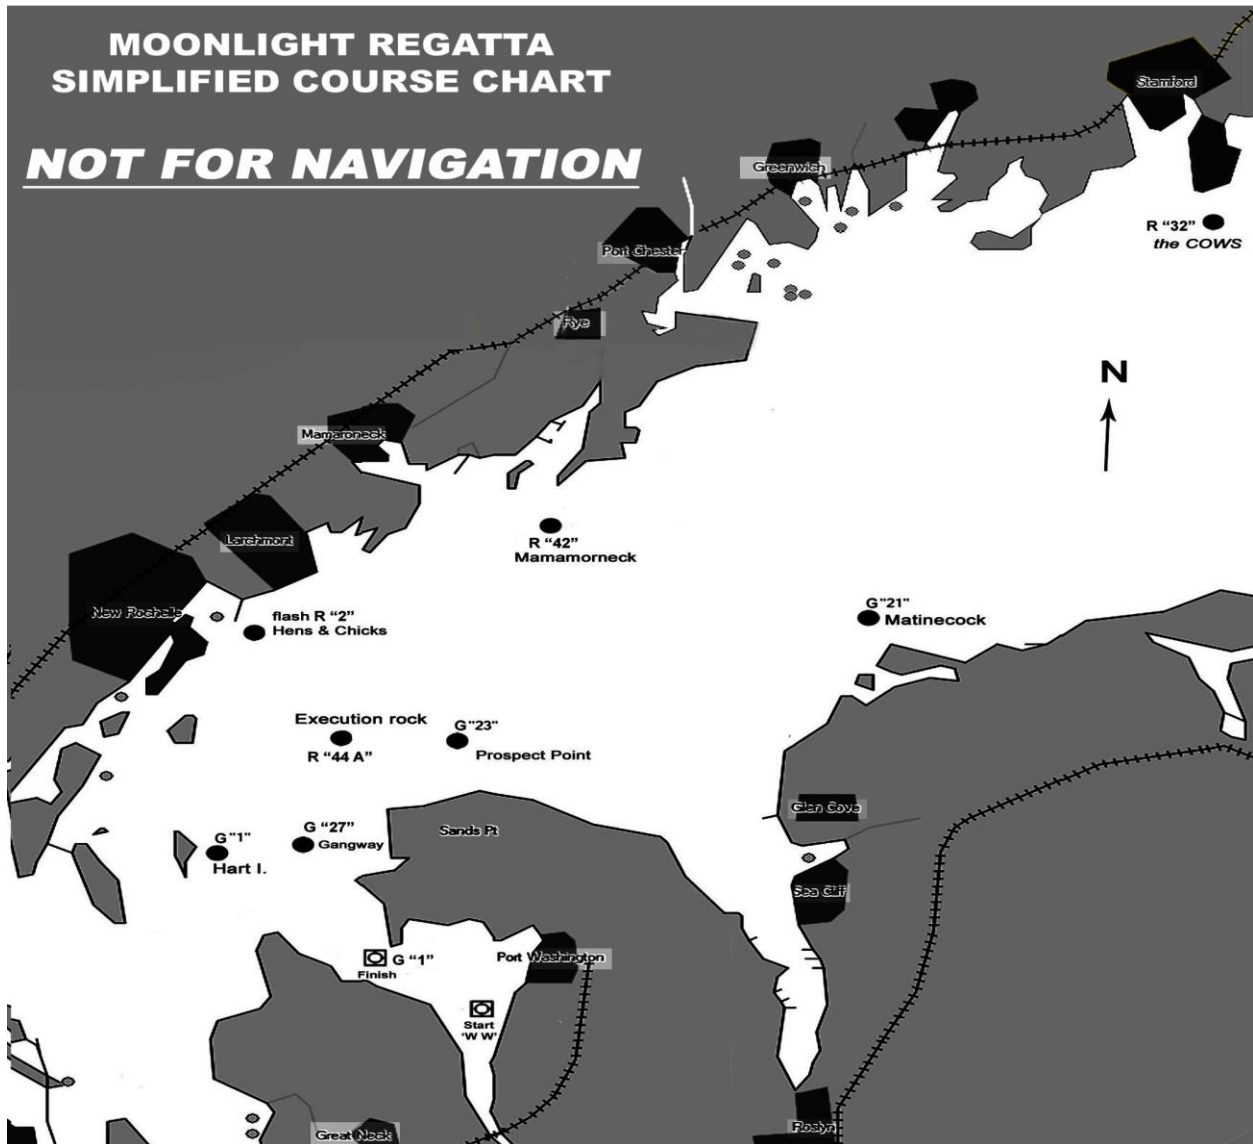 MOONLIGHT REGATTA
SIMPLIFIED COURSE CHART
NOT FOR NAVIGATION
Stamford
Greenwich
R “32”
the COWS
Port Chester
Rye
N
Mamaroneck
R “42”
Mamamorneck
Larchmont
New Rochelle
flash R “2”
Hens & Chicks
G"21"
Matinecock
Execution rock
R “44 A”
G"23"
Prospect Point
Glen Cove
Sands Pt
G “27”
Gangway
G"1"
Hart I.
Sea Cliff
Port Washington
G “1”
Finish
Start
'W W'
Great Neck
Roslyn